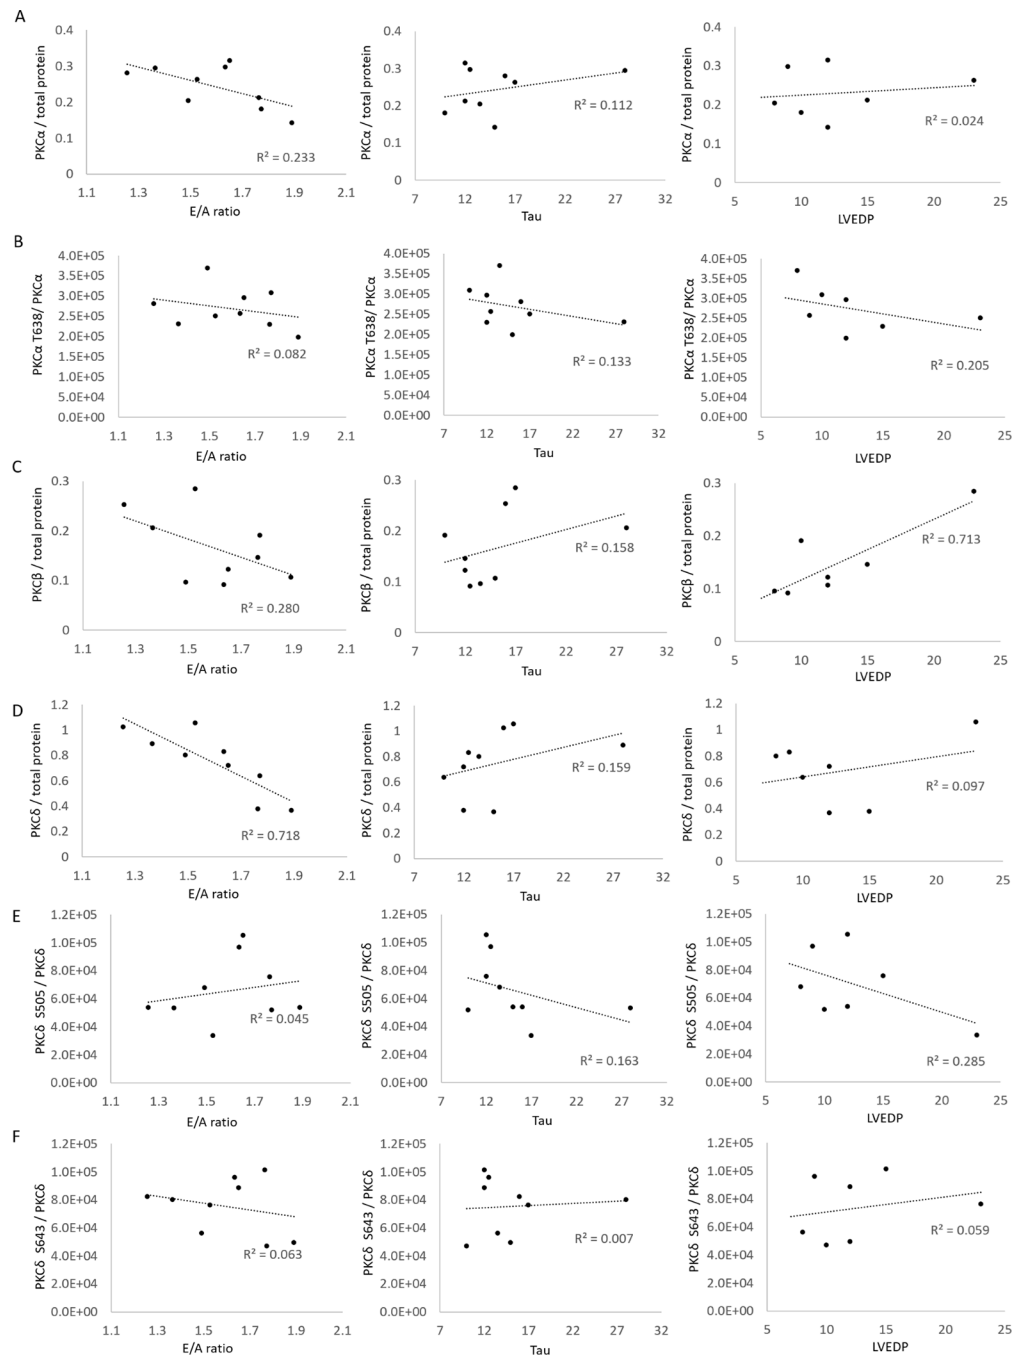 A
0.4
0.3
0.2
0.1
0
PKCα / total protein
R² = 0.233
1.1 1.3 1.5 1.7 1.9 2.1
E/A ratio
0.4
0.3
0.2
0.1
0
PKCα / total protein
R² = 0.112
7 12 17 22 27 32
Tau
0.4
0.3
0.2
0.1
0
PKCα / total protein
R² = 0.024
5 10 15 20 25
LVEDP
B
4.0E+05
3.5E+05
3.0E+05
2.5E+05
2.0E+05
1.5E+05
1.0E+05
5.0E+04
0.0E+00
PKCα T638/ PKCα
R² = 0.082
1.1 1.3 1.5 1.7 1.9 2.1
E/A ratio
4.0E+05
3.5E+05
3.0E+05
2.5E+05
2.0E+05
1.5E+05
1.0E+05
5.0E+04
0.0E+00
PKCα T638/ PKCα
R² = 0.133
7 12 17 22 27 32
Tau
4.0E+05
3.5E+05
3.0E+05
2.5E+05
2.0E+05
1.5E+05
1.0E+05
5.0E+04
0.0E+00
PKCα T638/ PKCα
R² = 0.205
5 10 15 20 25
LVEDP
C
0.3
0.2
0.1
0
PKCβ / total protein
R² = 0.280
1.1 1.3 1.5 1.7 1.9 2.1
E/A ratio
0.3
0.2
0.1
0
PKCβ / total protein
R² = 0.158
7 12 17 22 27 32
Tau
0.3
0.2
0.1
0
PKCβ / total protein
R² = 0.713
5 10 15 20 25
LVEDP
D
1.2
1
0.8
0.6
0.4
0.2
0
PKCδ / total protein
R² = 0.718
1.1 1.3 1.5 1.7 1.9 2.1
E/A ratio
1.2
1
0.8
0.6
0.4
0.2
0
PKCδ / total protein
R² = 0.159
7 12 17 22 27 32
Tau
1.2
1
0.8
0.6
0.4
0.2
0
PKCδ / total protein
R² = 0.097
5 10 15 20 25
LVEDP
E
1.2E+05
1.0E+05
8.0E+04
6.0E+04
4.0E+04
2.0E+04
0.0E+00
PKCδ S505 / PKCδ
R² = 0.045
1.1 1.3 1.5 1.7 1.9 2.1
E/A ratio
1.2E+05
1.0E+05
8.0E+04
6.0E+04
4.0E+04
2.0E+04
0.0E+00
PKCδ S505 / PKCδ
R² = 0.163
7 12 17 22 27 32
Tau
1.2E+05
1.0E+05
8.0E+04
6.0E+04
4.0E+04
2.0E+04
0.0E+00
PKCδ S505 / PKCδ
R² = 0.285
5 10 15 20 25
LVEDP
F
1.2E+05
1.0E+05
8.0E+04
6.0E+04
4.0E+04
2.0E+04
0.0E+00
PKCδ S643 / PKCδ
R² = 0.063
1.1 1.3 1.5 1.7 1.9 2.1
E/A ratio
1.2E+05
1.0E+05
8.0E+04
6.0E+04
4.0E+04
2.0E+04
0.0E+00
PKCδ S643 / PKCδ
R² = 0.007
7 12 17 22 27 32
Tau
1.2E+05
1.0E+05
8.0E+04
6.0E+04
4.0E+04
2.0E+04
0.0E+00
PKCδ S643 / PKCδ
R² = 0.059
5 10 15 20 25
LVEDP